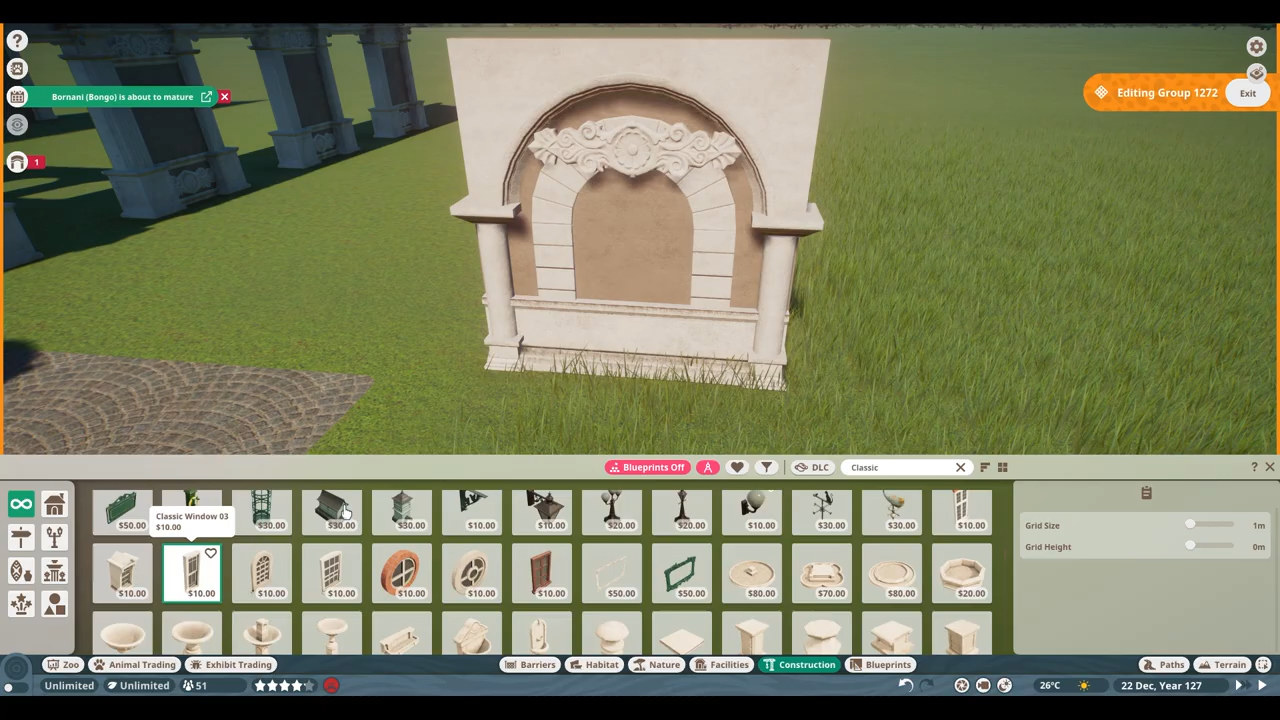 ?
Bornani (Bongo) is about to mature
1
Editing Group 1272
Exit
Blueprints Off
DLC
Classic
?
$50.00
$30.00
$30.00
$30.00
$10.00
$10.00
$20.00
$20.00
$10.00
$30.00
$30.00
$10.00
Classic Window 03
$10.00
$10.00
$10.00
$10.00
$10.00
$10.00
$10.00
$10.00
$50.00
$50.00
$80.00
$70.00
$80.00
$20.00
Grid Size
1m
Grid Height
0m
Zoo
Animal Trading
Exhibit Trading
Barriers
Habitat
Nature
Facilities
Construction
Blueprints
Paths
Terrain
Unlimited
Unlimited
51
26°C
22 Dec, Year 127